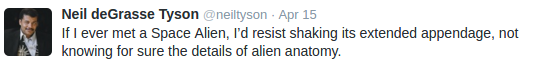 Neil deGrasse Tyson @neiltyson · Apr 15
If I ever met a Space Alien, I'd resist shaking its extended appendage, not
knowing for sure the details of alien anatomy.